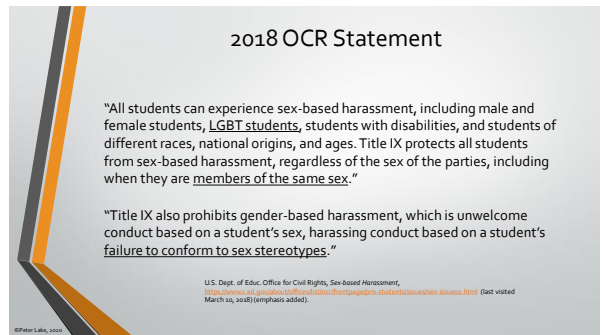 2018 OCR Statement
“All students can experience sex-based harassment, including male and
female students, LGBT students, students with disabilities, and students of
different races, national origins, and ages. Title IX protects all students
from sex-based harassment, regardless of the sex of the parties, including
when they are members of the same sex.”
“Title IX also prohibits gender-based harassment, which is unwelcome
conduct based on a student’s sex, harassing conduct based on a student’s
failure to conform to sex stereotypes.”
U.S. Dept. of Educ. Office for Civil Rights, Sex-based Harassment,
https://www2.ed.gov/about/offices/list/ocr/frontpage/pro-students/issues/sex-issue01.html (last visited
March 10, 2018) (emphasis added).
©Peter Lake, 2020